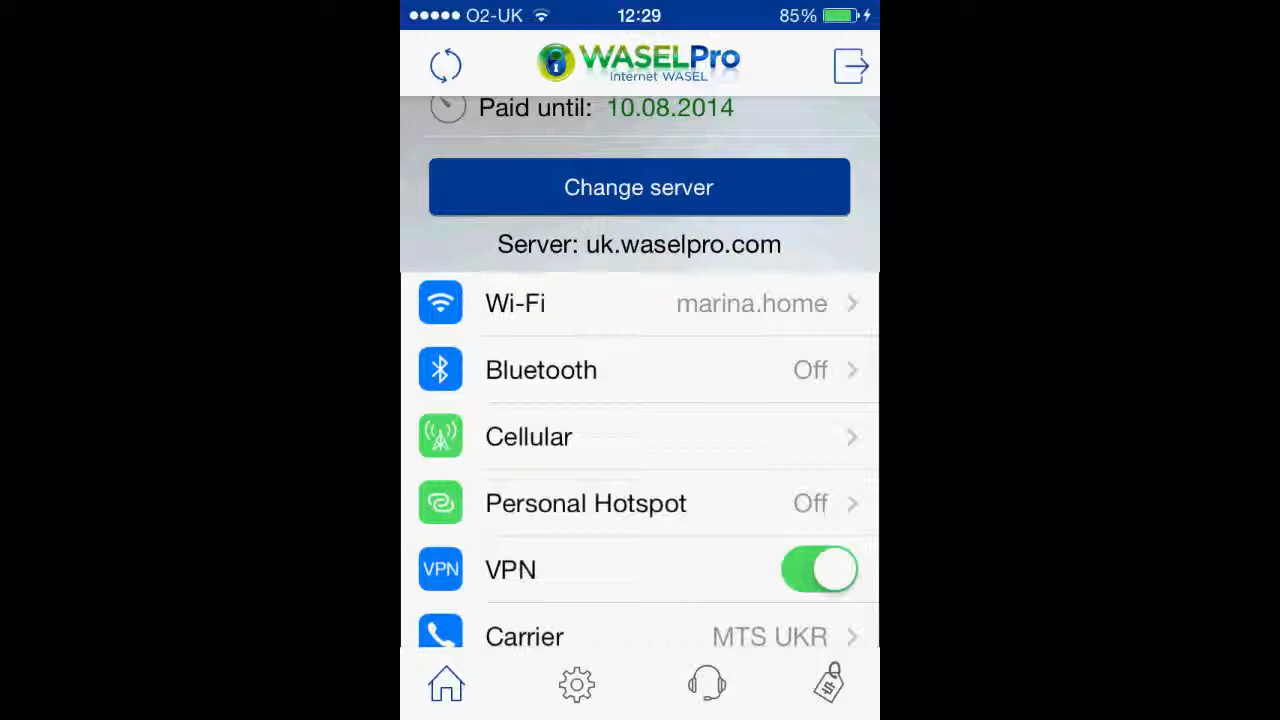 O2-UK 12:29 85%
WASELPro
Internet WASEL
Paid until: 10.08.2014
Change server
Server: uk.waselpro.com
Wi-Fi marina.home
Bluetooth Off
Cellular
Personal Hotspot Off
VPN VPN
Carrier MTS UKR